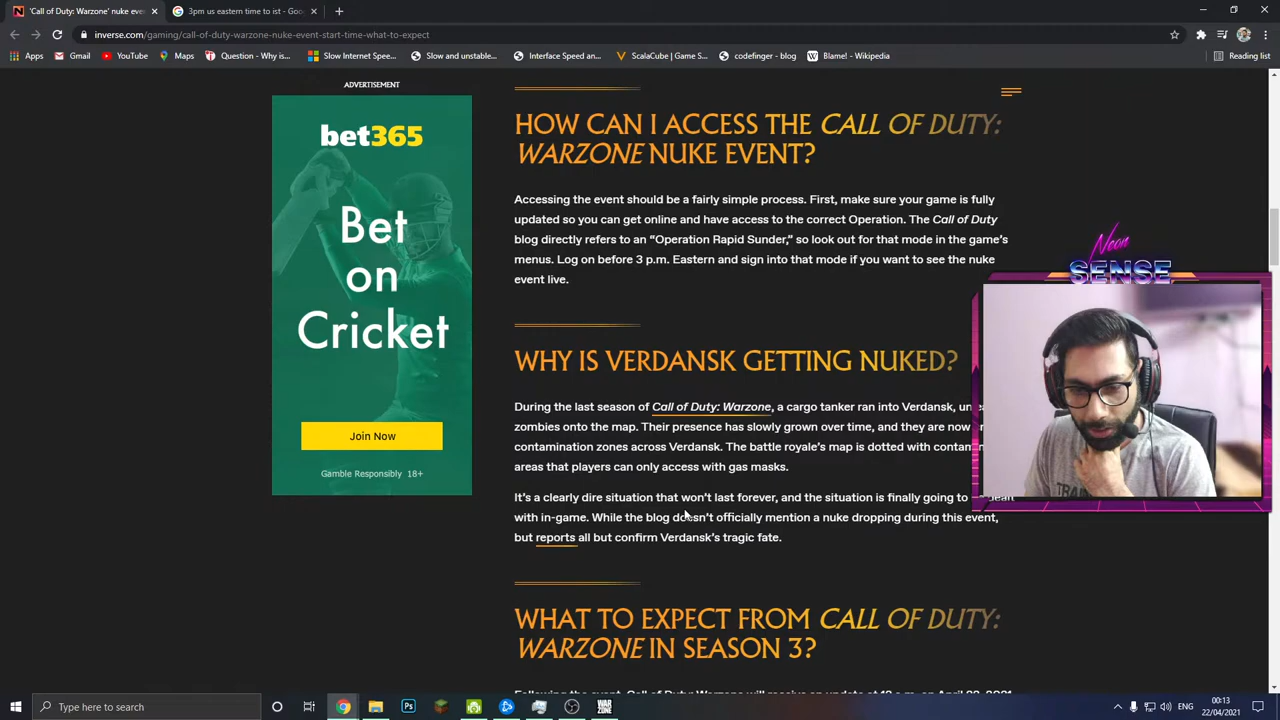 'Call of Duty: Warzone' nuke even
3pm us eastern time to ist - Goo
inverse.com/gaming/call-of-duty-warzone-nuke-event-start-time-what-to-expect
Apps
Gmail
YouTube
Maps
Question - Why is...
Slow Internet Spee...
Slow and unstable...
Interface Speed an...
ScalaCube | Game S...
codefinger - blog
Blame! - Wikipedia
Reading list
ADVERTISEMENT
bet365
Bet
on
Cricket
Join Now
Gamble Responsibly 18+
HOW CAN I ACCESS THE CALL OF DUTY:
WARZONE NUKE EVENT?
Accessing the event should be a fairly simple process. First, make sure your game is fully
updated so you can get online and have access to the correct Operation. The Call of Duty
blog directly refers to an “Operation Rapid Sunder,” so look out for that mode in the game’s
menus. Log on before 3 p.m. Eastern and sign into that mode if you want to see the nuke
event live.
WHY IS VERDANSK GETTING NUKED?
During the last season of Call of Duty: Warzone, a cargo tanker ran into Verdansk,
zombies onto the map. Their presence has slowly grown over time, and they are now
contamination zones across Verdansk. The battle royale’s map is dotted with
areas that players can only access with gas masks.
It’s a clearly dire situation that won’t last forever, and the situation is finally going to
with in-game. While the blog doesn’t officially mention a nuke dropping during this event,
but reports all but confirm Verdansk’s tragic fate.
WHAT TO EXPECT FROM CALL OF DUTY:
WARZONE IN SEASON 3?
Neon
SENSE
TRAIN
Type here to search
WAR
ZONE
ENG
00:13
22/04/2021